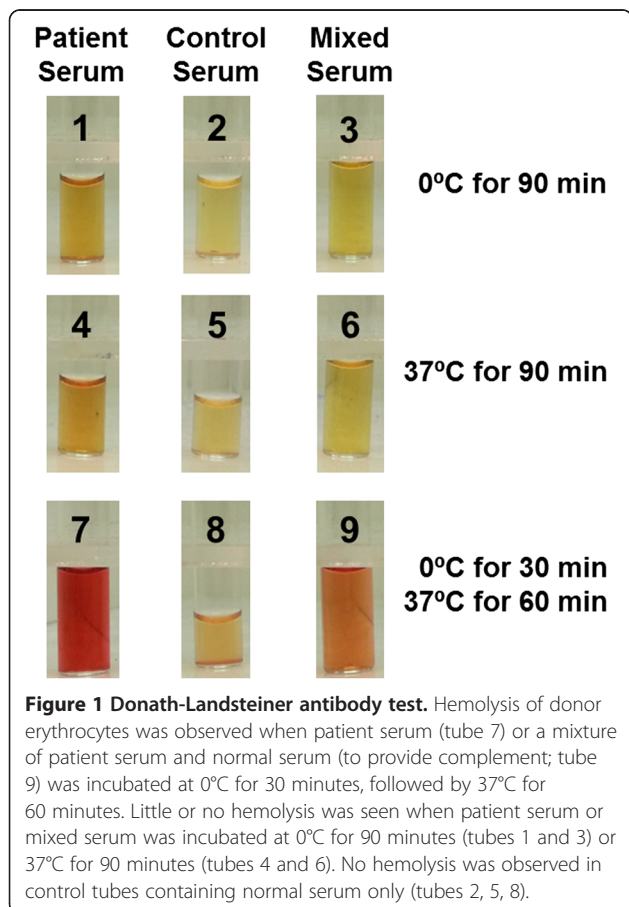 Patient Serum Control Serum Mixed Serum
1 2 3
0ºC for 90 min
4 5 6
37ºC for 90 min
7 8 9
0ºC for 30 min
37ºC for 60 min
Figure 1 Donath-Landsteiner antibody test. Hemolysis of donor
erythrocytes was observed when patient serum (tube 7) or a mixture
of patient serum and normal serum (to provide complement; tube
9) was incubated at 0°C for 30 minutes, followed by 37°C for
60 minutes. Little or no hemolysis was seen when patient serum or
mixed serum was incubated at 0°C for 90 minutes (tubes 1 and 3) or
37°C for 90 minutes (tubes 4 and 6). No hemolysis was observed in
control tubes containing normal serum only (tubes 2, 5, 8).